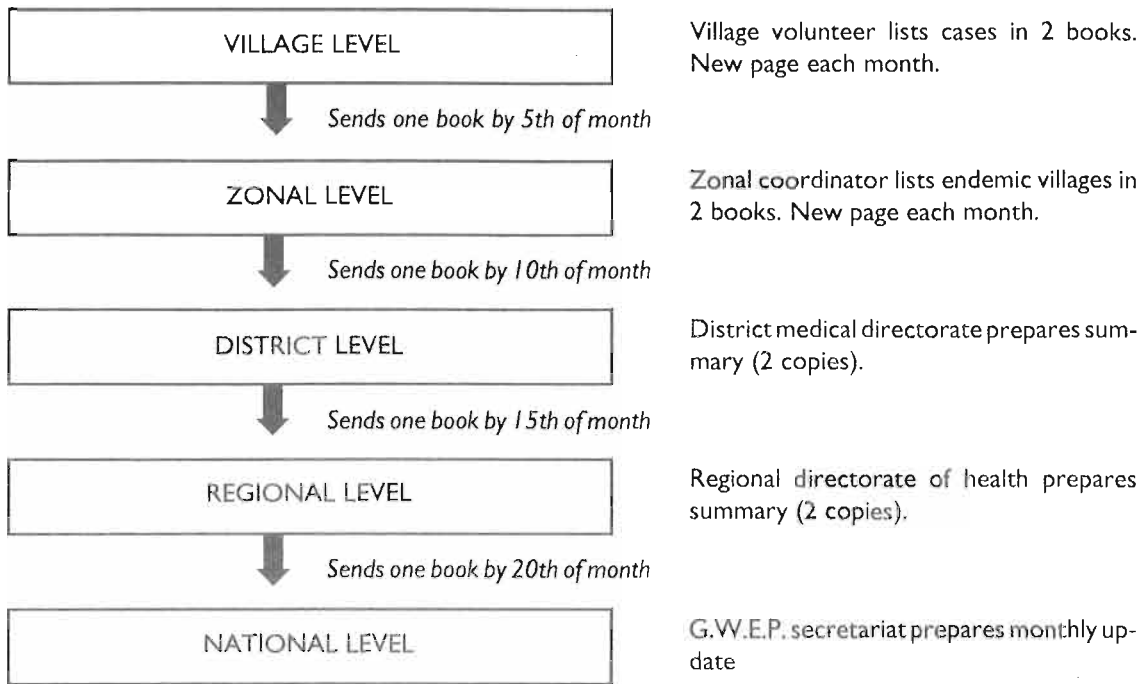 VILLAGE LEVEL
Village volunteer lists cases in 2 books.
New page each month.
Sends one book by 5th of month
ZONAL LEVEL
Zonal coordinator lists endemic villages in
2 books. New page each month.
Sends one book by 10th of month
DISTRICT LEVEL
District medical directorate prepares sum-
mary (2 copies).
Sends one book by 15th of month
REGIONAL LEVEL
Regional directorate of health prepares
summary (2 copies).
Sends one book by 20th of month
NATIONAL LEVEL
G.W.E.P. secretariat prepares monthly up-
date